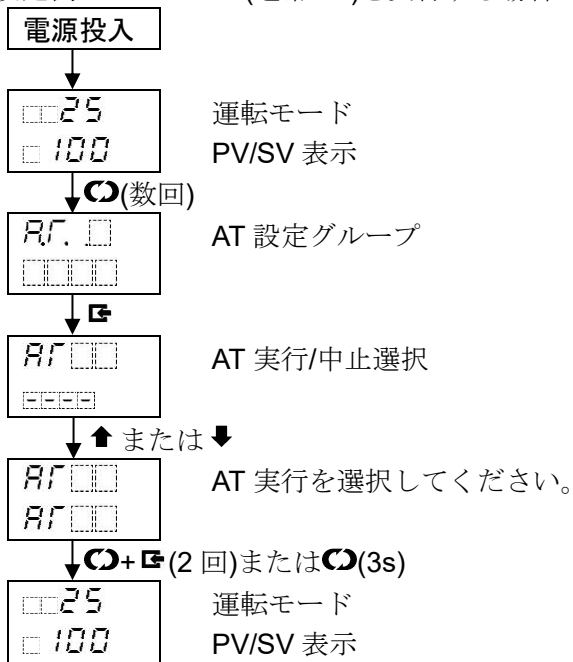 電源投入
25 運転モード
100 PV/SV 表示
(数回)
A.T. AT 設定グループ
AT AT 実行/中止選択
----
または
AT AT 実行を選択してください。
AT
+ (2 回)または (3s)
25 運転モード
100 PV/SV 表示